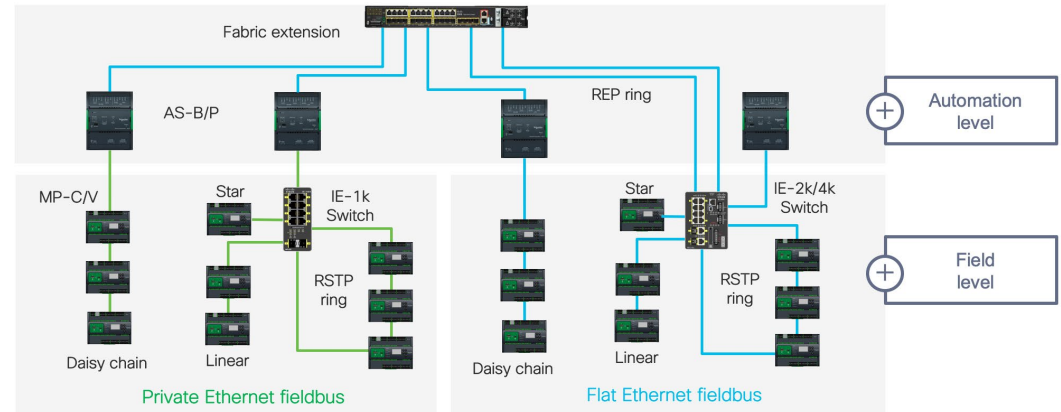 Fabric extension
AS-B/P
REP ring
Automation
level
MP-C/V
Star
IE-1k
Switch
RSTP
ring
Daisy chain
Linear
Private Ethernet fieldbus
Star
IE-2k/4k
Switch
RSTP
ring
Daisy chain
Linear
Flat Ethernet fieldbus
Field
level